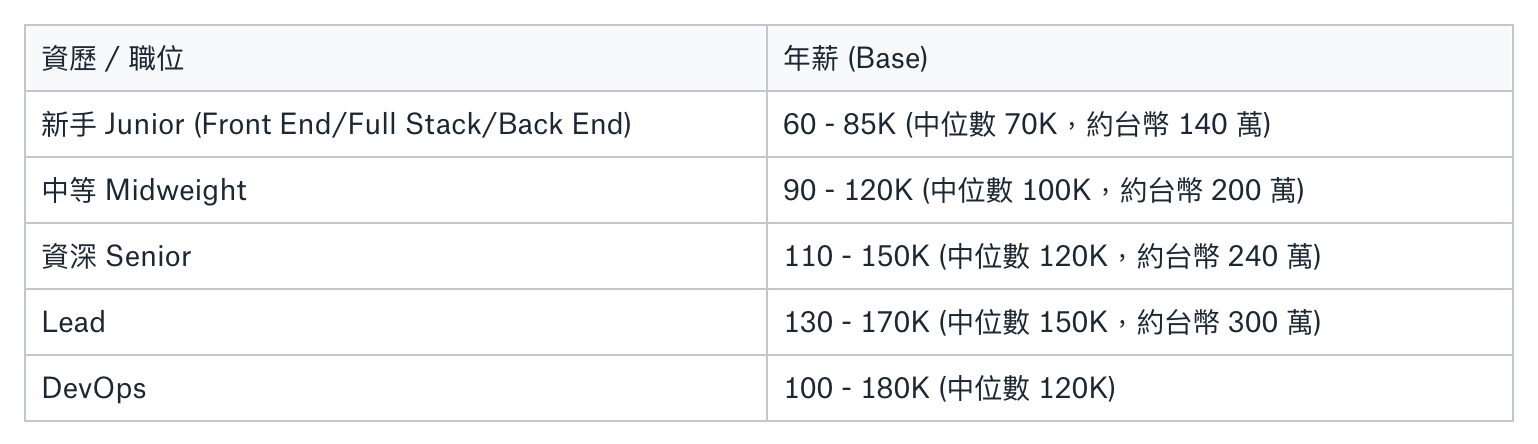 資歷 / 職位
年薪 (Base)
新手 Junior (Front End/Full Stack/Back End)
60 - 85K (中位數 70K，約台幣 140 萬)
中等 Midweight
90 - 120K (中位數 100K，約台幣 200 萬)
資深 Senior
110 - 150K (中位數 120K，約台幣 240 萬)
Lead
130 - 170K (中位數 150K，約台幣 300 萬)
DevOps
100 - 180K (中位數 120K)